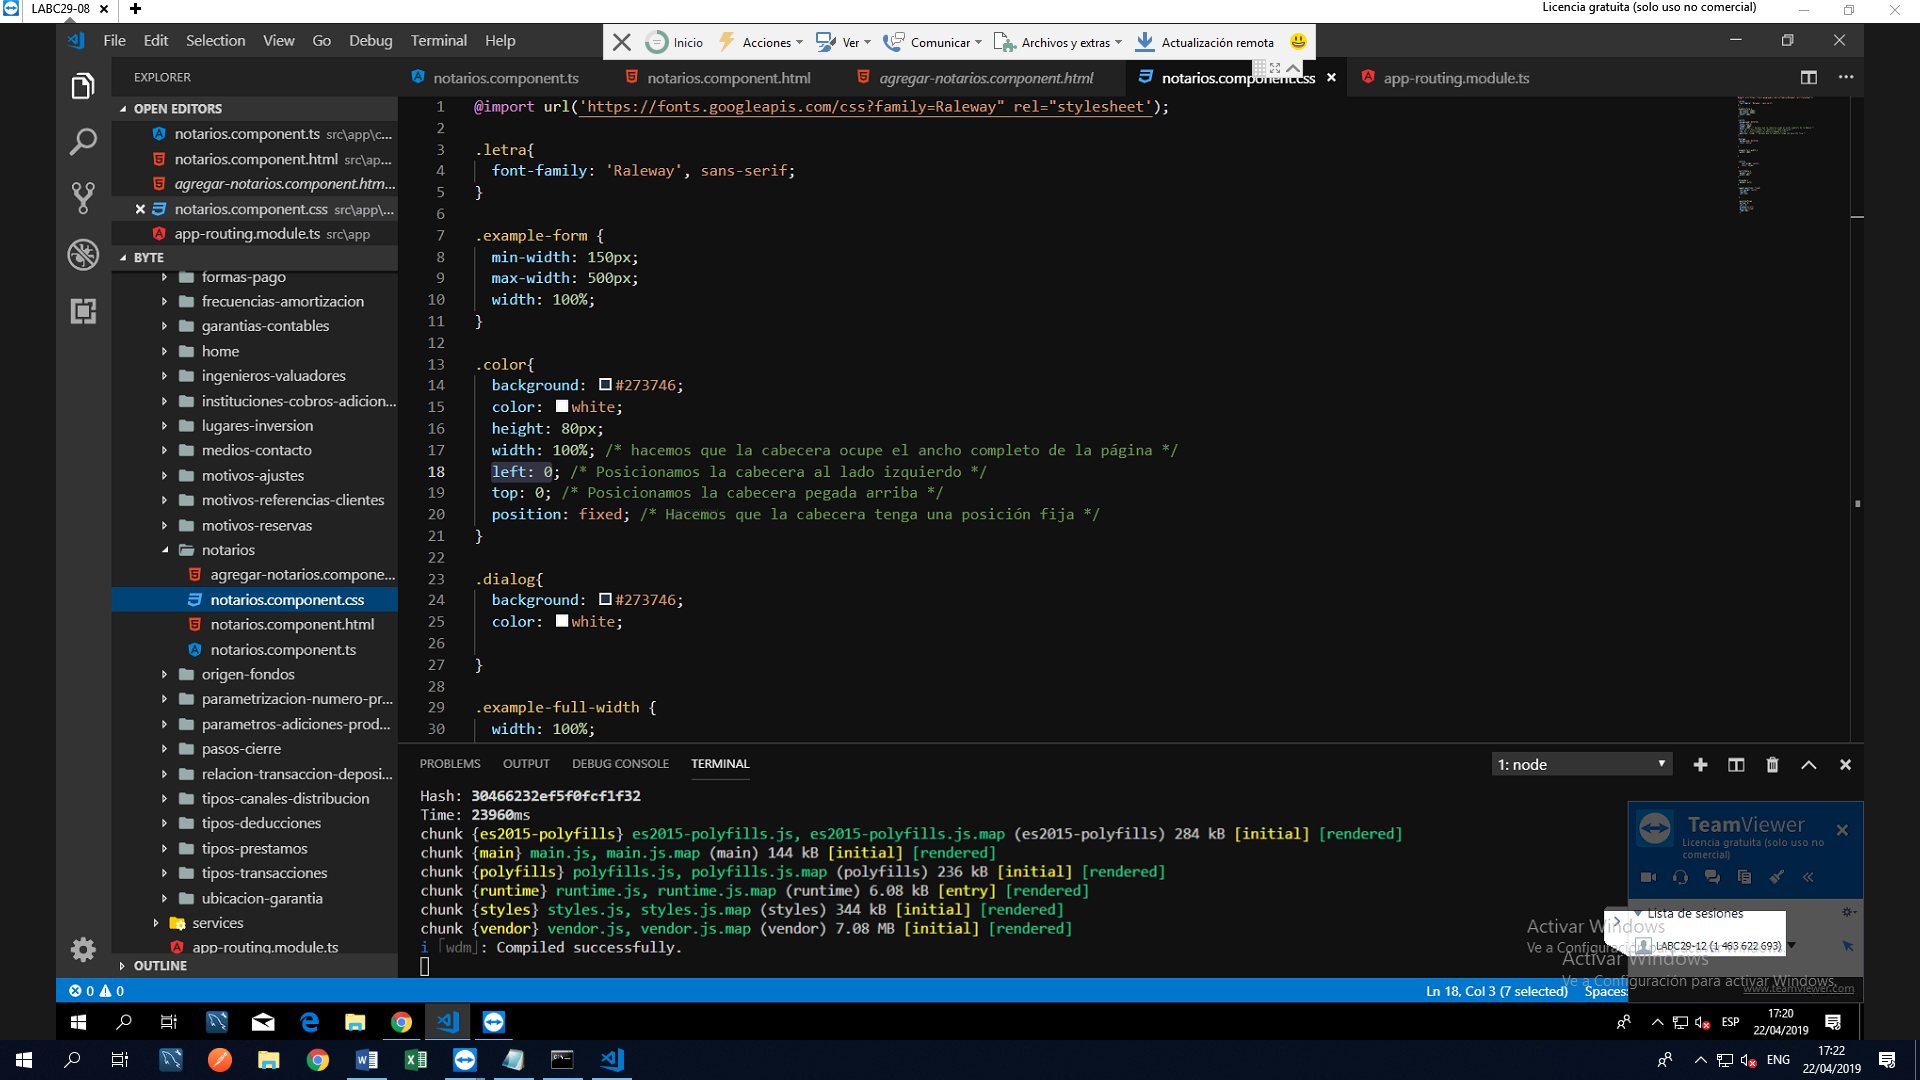 LABC29-08
Licencia gratuita (solo uso no comercial)
File Edit Selection View Go Debug Terminal Help
Inicio Acciones Ver Comunicar Archivos y extras Actualización remota
EXPLORER
notarios.component.ts notarios.component.html agregar-notarios.component.html notarios.component.css app-routing.module.ts
OPEN EDITORS
notarios.component.ts src\app\c...
notarios.component.html src\ap...
agregar-notarios.component.htm...
notarios.component.css src\app\...
app-routing.module.ts src\app
BYTE
formas-pago
frecuencias-amortizacion
garantias-contables
home
ingenieros-valuadores
instituciones-cobros-adicion...
lugares-inversion
medios-contacto
motivos-ajustes
motivos-referencias-clientes
motivos-reservas
notarios
agregar-notarios.compone...
notarios.component.css
notarios.component.html
notarios.component.ts
origen-fondos
parametrizacion-numero-pr...
parametros-adiciones-prod...
pasos-cierre
relacion-transaccion-deposi...
tipos-canales-distribucion
tipos-deducciones
tipos-prestamos
tipos-transacciones
ubicacion-garantia
services
app-routing.module.ts
OUTLINE
1 @import url('https://fonts.googleapis.com/css?family=Raleway" rel="stylesheet');
2
3 .letra{
4 font-family: 'Raleway', sans-serif;
5 }
6
7 .example-form {
8 min-width: 150px;
9 max-width: 500px;
10 width: 100%;
11 }
12
13 .color{
14 background: #273746;
15 color: white;
16 height: 80px;
17 width: 100%; /* hacemos que la cabecera ocupe el ancho completo de la página */
18 left: 0; /* Posicionamos la cabecera al lado izquierdo */
19 top: 0; /* Posicionamos la cabecera pegada arriba */
20 position: fixed; /* Hacemos que la cabecera tenga una posición fija */
21 }
22
23 .dialog{
24 background: #273746;
25 color: white;
26
27 }
28
29 .example-full-width {
30 width: 100%;
PROBLEMS OUTPUT DEBUG CONSOLE TERMINAL
1: node
Hash: 30466232ef5f0fcf1f32
Time: 23960ms
chunk {es2015-polyfills} es2015-polyfills.js, es2015-polyfills.js.map (es2015-polyfills) 284 kB [initial] [rendered]
chunk {main} main.js, main.js.map (main) 144 kB [initial] [rendered]
chunk {polyfills} polyfills.js, polyfills.js.map (polyfills) 236 kB [initial] [rendered]
chunk {runtime} runtime.js, runtime.js.map (runtime) 6.08 kB [entry] [rendered]
chunk {styles} styles.js, styles.js.map (styles) 344 kB [initial] [rendered]
chunk {vendor} vendor.js, vendor.js.map (vendor) 7.08 MB [initial] [rendered]
i ｢wdm｣: Compiled successfully.
TeamViewer
Licencia gratuita (solo uso no
comercial)
Lista de sesiones
LABC29-12 (1 463 622 693)
www.teamviewer.com
Activar Windows
Ve a Configuración para activar Windows.
Activar Windows
Ve a Configuración para activar Windows.
0 0
Ln 18, Col 3 (7 selected) Spaces:
ESP
17:20
22/04/2019
ENG
17:22
22/04/2019